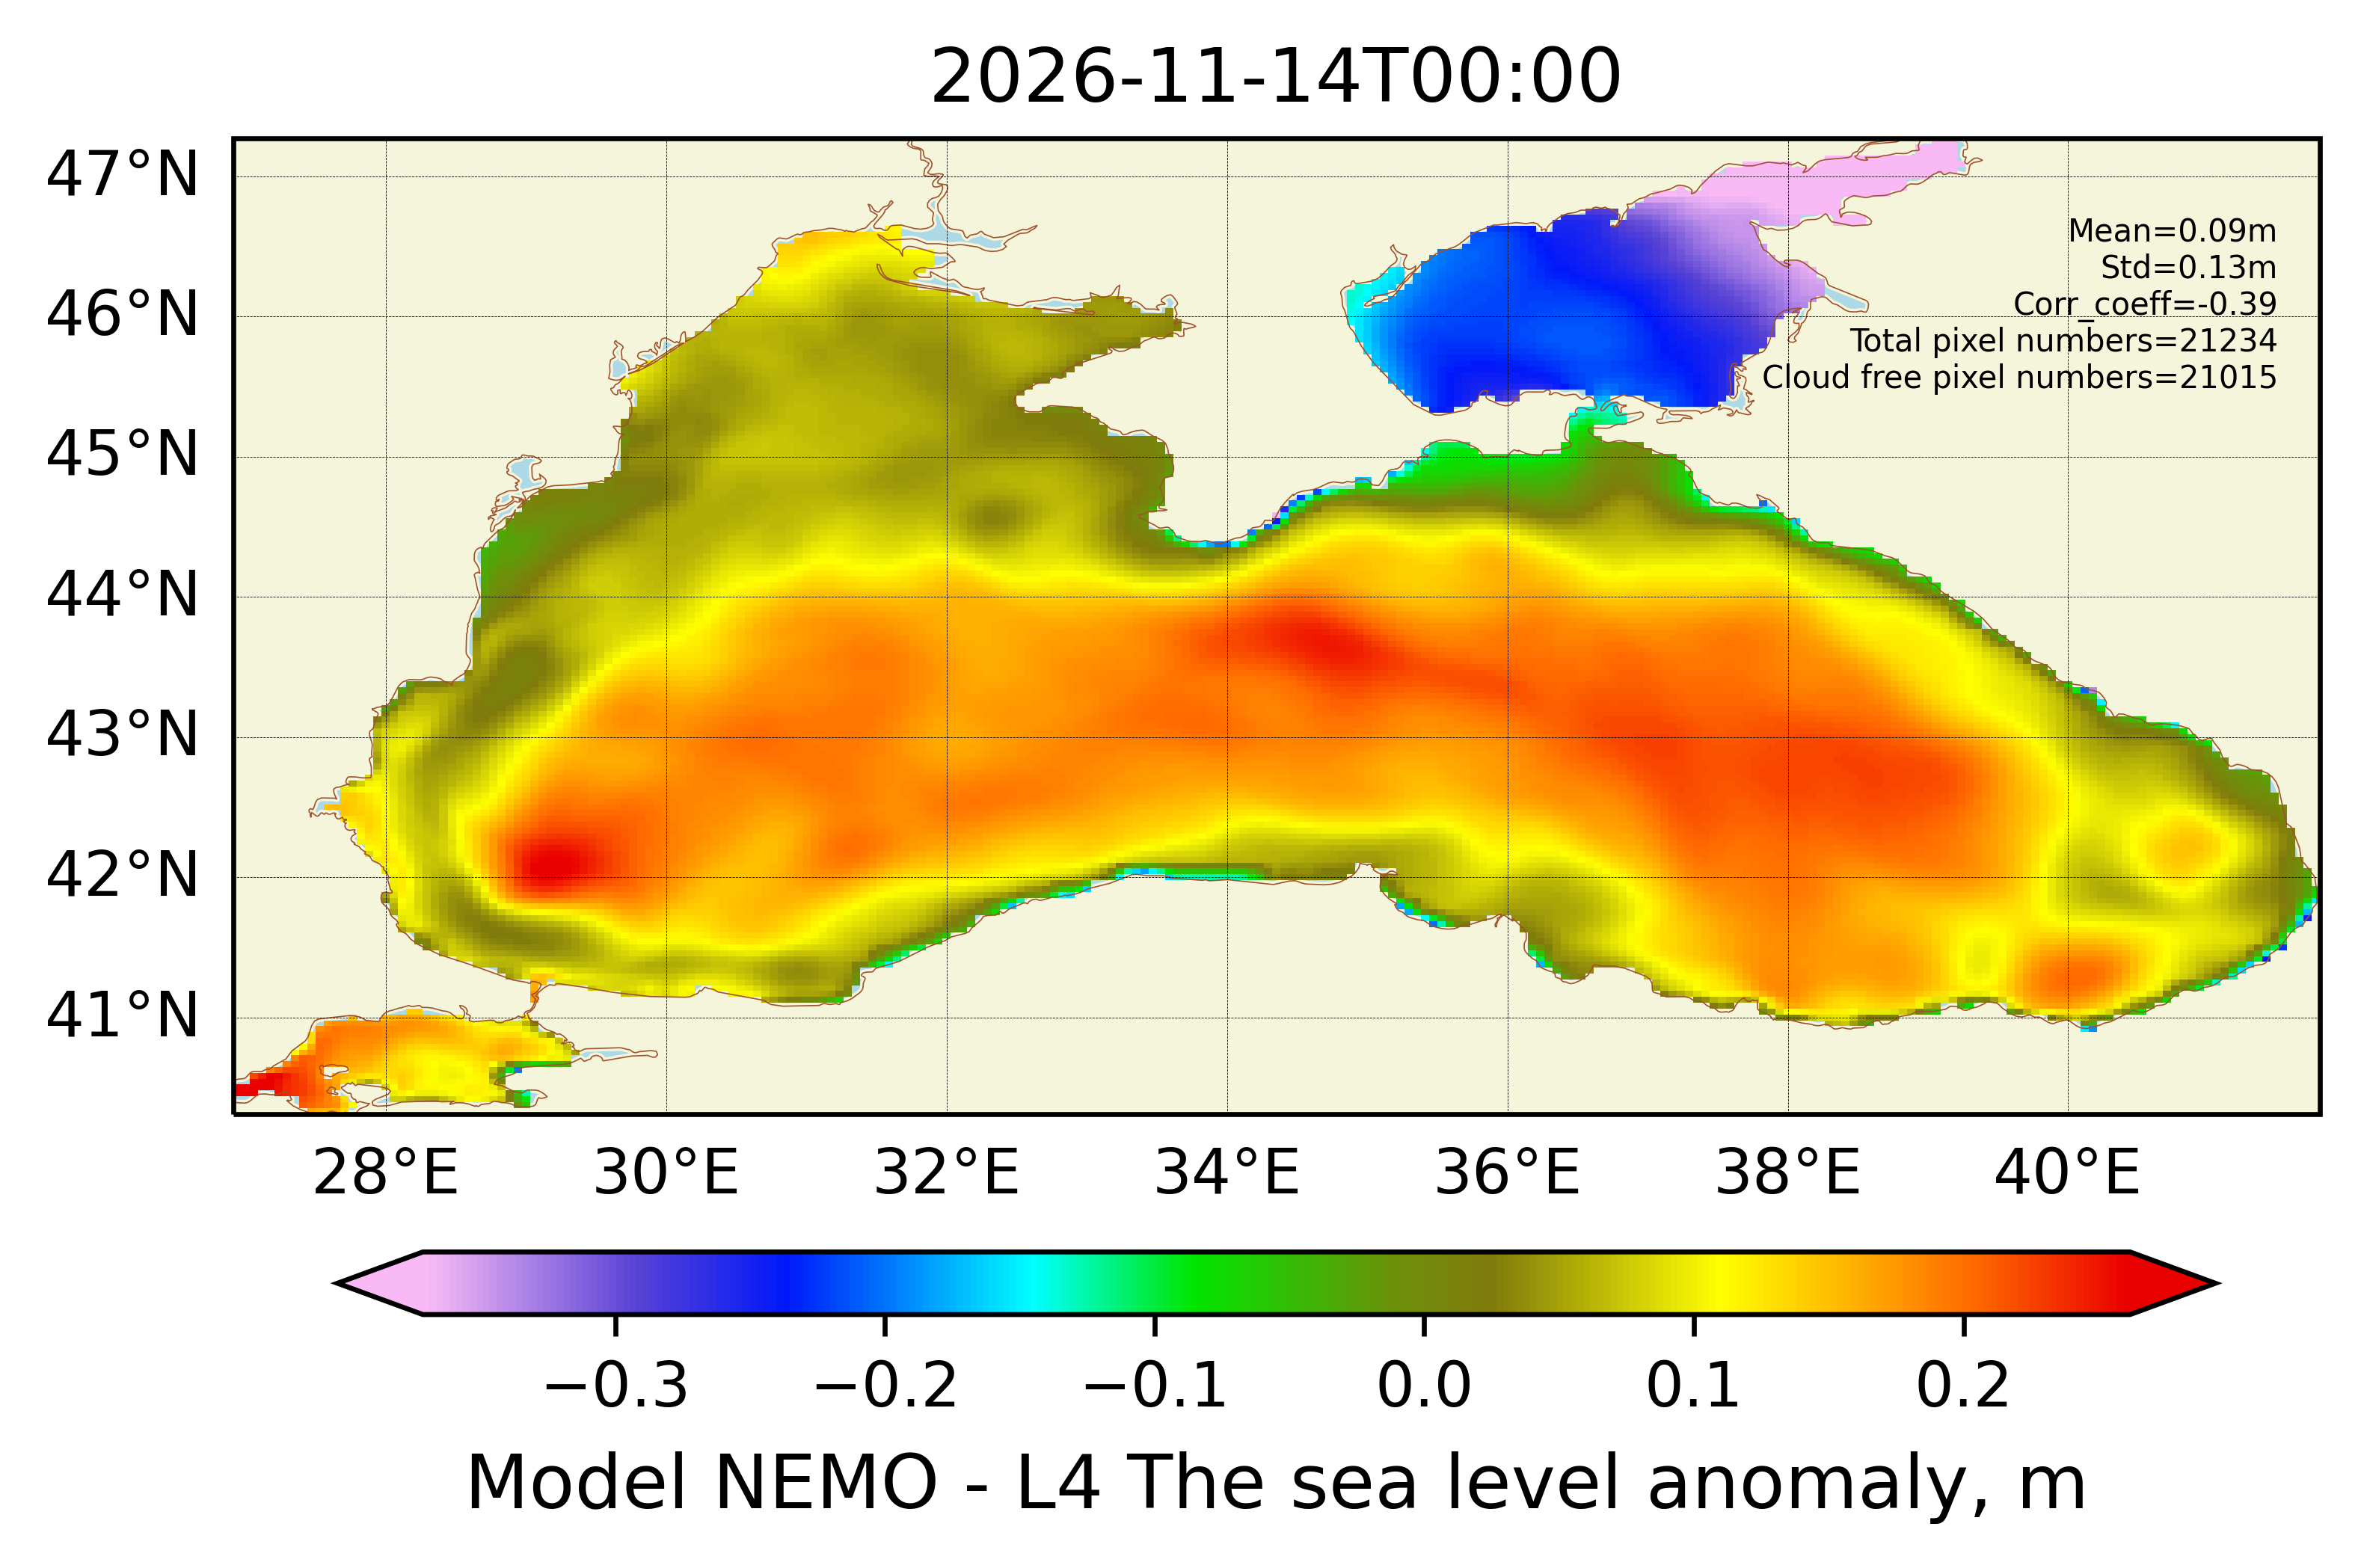 2026-11-14T00:00
47°N
46°N
45°N
44°N
43°N
42°N
41°N
Mean=0.09m
Std=0.13m
Corr_coeff=-0.39
Total pixel numbers=21234
Cloud free pixel numbers=21015
28°E 30°E 32°E 34°E 36°E 38°E 40°E
−0.3 −0.2 −0.1 0.0 0.1 0.2
Model NEMO - L4 The sea level anomaly, m